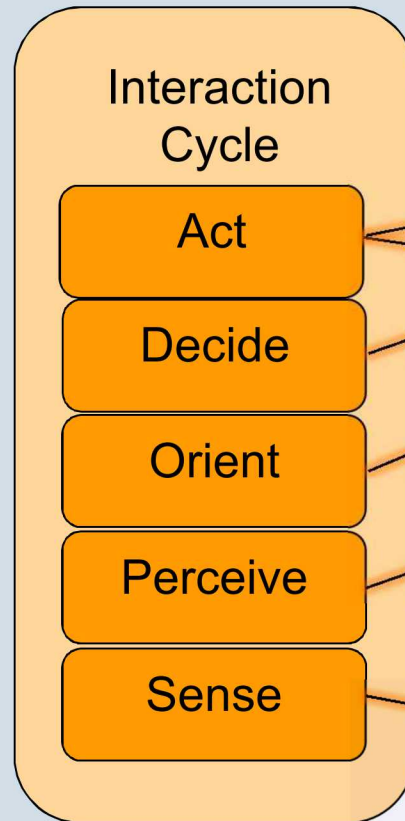 Interaction
Cycle
Act
Decide
Orient
Perceive
Sense